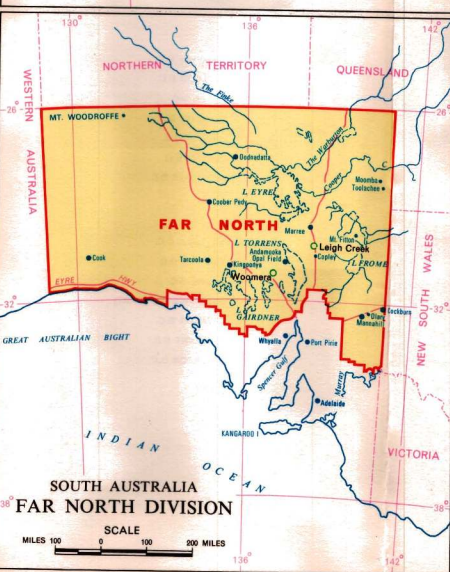 130°
136°
142°
NORTHERN TERRITORY
QUEENSLAND
The Finke
26°
26°
MT. WOODROFFE
WESTERN AUSTRALIA
The Warburton
Oodnadatta
Cooper
C
Moomba
Toolachee
L. EYRE
Coober Pedy
FAR NORTH
Marree
Mt. Fitton
L. TORRENS
Leigh Creek
Andamooka
Opal Field
Copley
L. FROME
Cook
Tarcoola
Kingoonya
Woomera
EYRE HWY
32°
32°
L.
GAIRDNER
Cockburn
Olary
Mannahill
NEW SOUTH WALES
GREAT AUSTRALIAN BIGHT
Whyalla
Port Pirie
Spencer Gulf
Murray
Adelaide
KANGAROO I
INDIAN OCEAN
VICTORIA
SOUTH AUSTRALIA
FAR NORTH DIVISION
38°
38°
SCALE
MILES 100 0 100 200 MILES
136°
142°